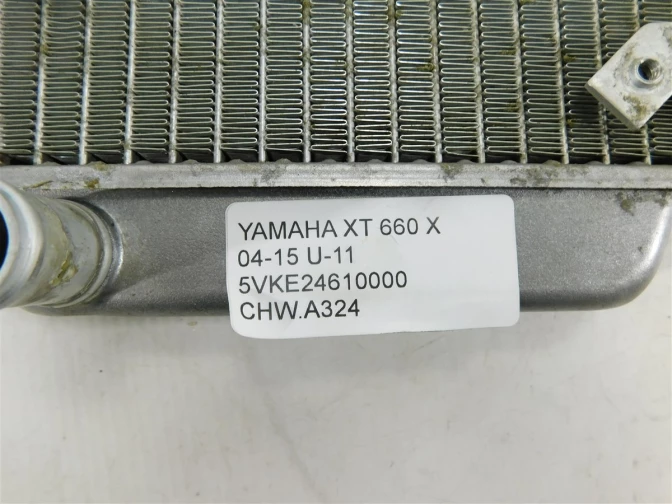 YAMAHA XT 660 X
04-15 U-11
5VKE24610000
CHW.A324